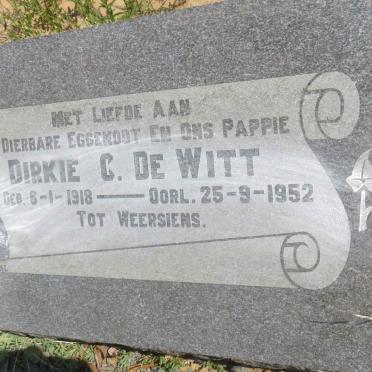 MET LIEFDE AAN
DIERBARE EGGENOOT EN ONS PAPPIE
DIRKIE C. DE WITT
GEB. 6-1-1918 — OORL. 25-9-1952
TOT WEERSIENS.